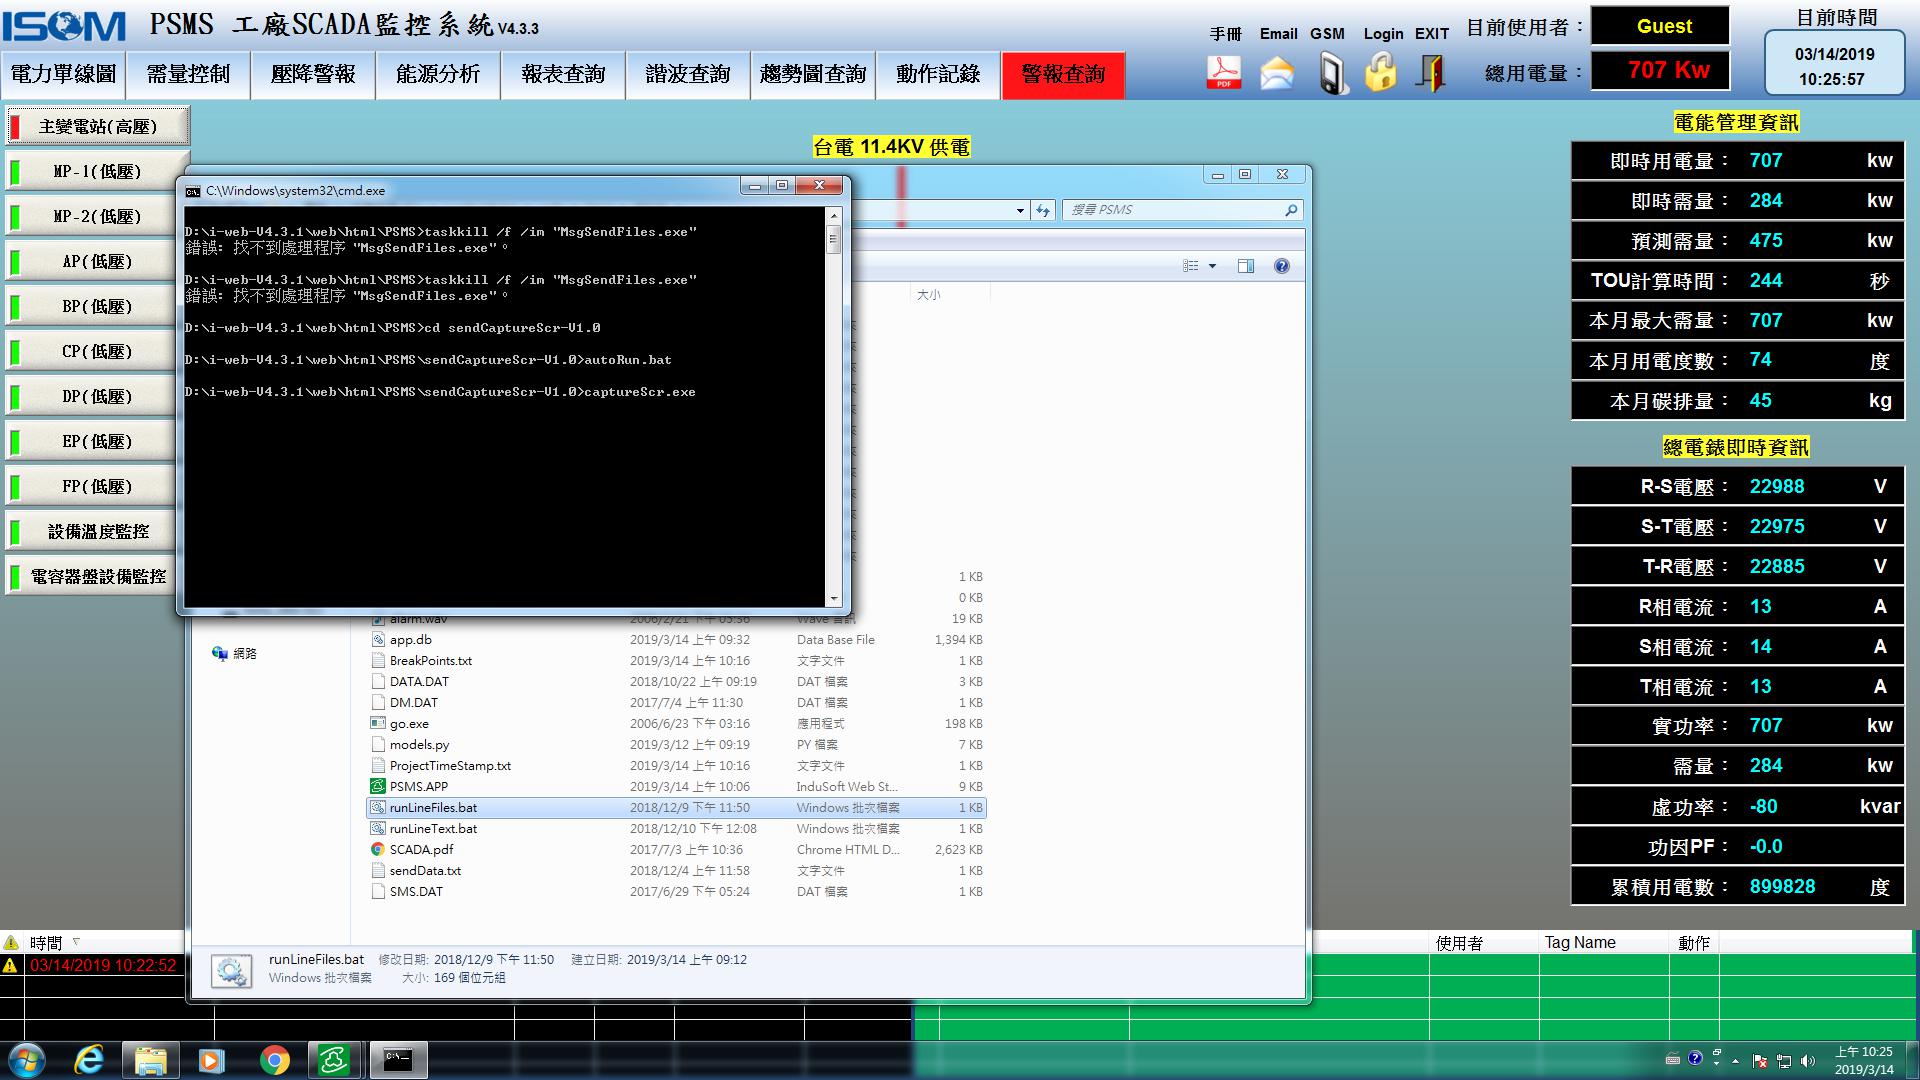 ISOM PSMS 工廠SCADA監控系統 V4.3.3
手冊 Email GSM Login EXIT
目前使用者： Guest
總用電量： 707 Kw
目前時間
03/14/2019
10:25:57
電力單線圖 需量控制 壓降警報 能源分析 報表查詢 諧波查詢 趨勢圖查詢 動作記錄 警報查詢
PDF
主變電站(高壓)
MP-1(低壓)
MP-2(低壓)
AP(低壓)
BP(低壓)
CP(低壓)
DP(低壓)
EP(低壓)
FP(低壓)
設備溫度監控
電容器盤設備監控
台電 11.4KV 供電
C:\Windows\system32\cmd.exe
D:\i-web-V4.3.1\web\html\PSMS>taskkill /f /im "MsgSendFiles.exe"
錯誤: 找不到處理程序 "MsgSendFiles.exe"。
D:\i-web-V4.3.1\web\html\PSMS>taskkill /f /im "MsgSendFiles.exe"
錯誤: 找不到處理程序 "MsgSendFiles.exe"。
D:\i-web-V4.3.1\web\html\PSMS>cd sendCaptureScr-V1.0
D:\i-web-V4.3.1\web\html\PSMS\sendCaptureScr-V1.0>autoRun.bat
D:\i-web-V4.3.1\web\html\PSMS\sendCaptureScr-V1.0>captureScr.exe
搜尋 PSMS
大小
1 KB
0 KB
alarm.wav 2006/2/21 下午 05:56 Wave 音訊 19 KB
app.db 2019/3/14 上午 09:32 Data Base File 1,394 KB
BreakPoints.txt 2019/3/14 上午 10:16 文字文件 1 KB
DATA.DAT 2018/10/22 上午 09:19 DAT 檔案 3 KB
DM.DAT 2017/7/4 上午 11:30 DAT 檔案 1 KB
go.exe 2006/6/23 下午 03:16 應用程式 198 KB
models.py 2019/3/12 上午 09:19 PY 檔案 7 KB
ProjectTimeStamp.txt 2019/3/14 上午 10:16 文字文件 1 KB
PSMS.APP 2019/3/14 上午 10:06 InduSoft Web St... 9 KB
runLineFiles.bat 2018/12/9 下午 11:50 Windows 批次檔案 1 KB
runLineText.bat 2018/12/10 下午 12:08 Windows 批次檔案 1 KB
SCADA.pdf 2017/7/3 上午 10:36 Chrome HTML D... 2,623 KB
sendData.txt 2018/12/4 上午 11:58 文字文件 1 KB
SMS.DAT 2017/6/29 下午 05:24 DAT 檔案 1 KB
網路
runLineFiles.bat 修改日期: 2018/12/9 下午 11:50 建立日期: 2019/3/14 上午 09:12
Windows 批次檔案 大小: 169 個位元組
電能管理資訊
即時用電量： 707 kw
即時需量： 284 kw
預測需量： 475 kw
TOU計算時間： 244 秒
本月最大需量： 707 kw
本月用電度數： 74 度
本月碳排量： 45 kg
總電錶即時資訊
R-S電壓： 22988 V
S-T電壓： 22975 V
T-R電壓： 22885 V
R相電流： 13 A
S相電流： 14 A
T相電流： 13 A
實功率： 707 kw
需量： 284 kw
虛功率： -80 kvar
功因PF： -0.0
累積用電數： 899828 度
時間 使用者 Tag Name 動作
03/14/2019 10:22:52
上午 10:25
2019/3/14